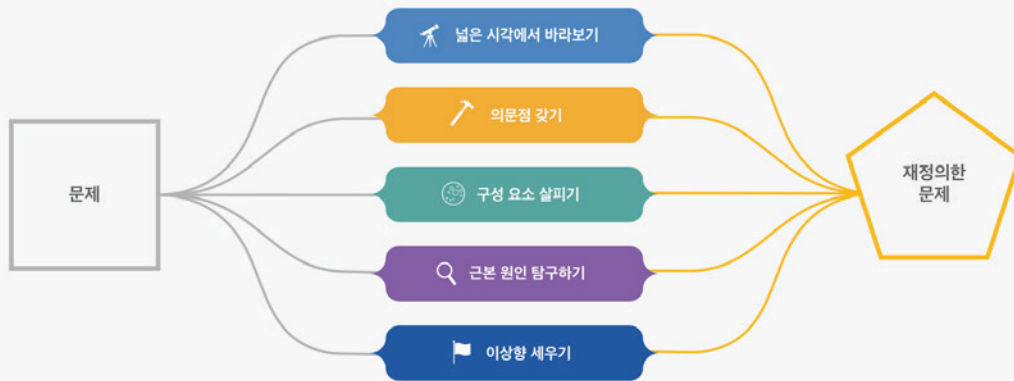 문제
넓은 시각에서 바라보기
의문점 갖기
구성 요소 살피기
근본 원인 탐구하기
이상향 세우기
재정의한
문제